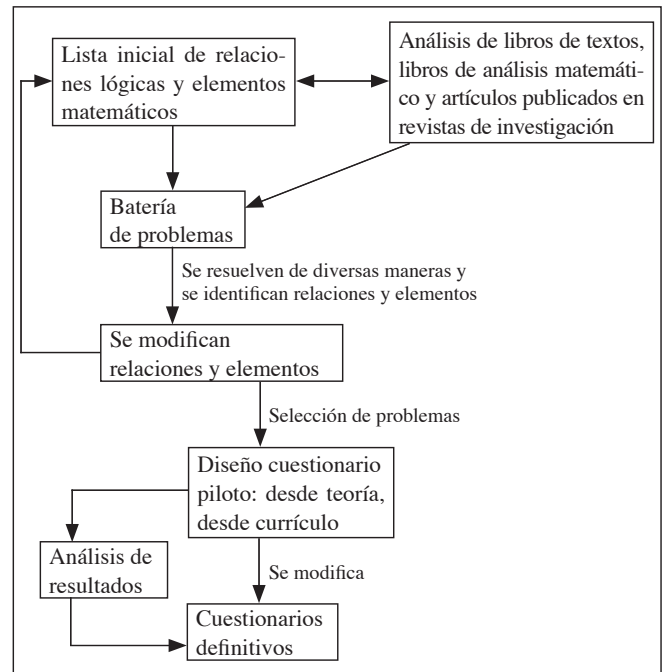 Lista inicial de relacio-
nes lógicas y elementos
matemáticos
Análisis de libros de textos,
libros de análisis matemáti-
co y artículos publicados en
revistas de investigación
Batería
de problemas
Se resuelven de diversas maneras y
se identifican relaciones y elementos
Se modifican
relaciones y elementos
Selección de problemas
Diseño cuestionario
piloto: desde teoría,
desde currículo
Análisis de
resultados
Se modifica
Cuestionarios
definitivos